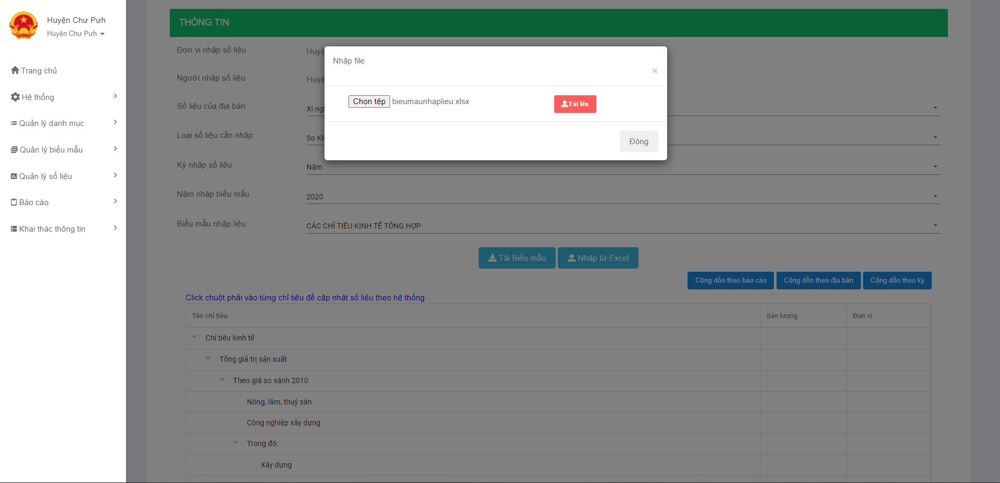 Huyện Chư Pưh
Huyện Chư Pưh
Trang chủ
Hệ thống
Quản lý danh mục
Quản lý biểu mẫu
Quản lý số liệu
Báo cáo
Khai thác thông tin
THÔNG TIN
Nhập file
×
Chọn tệp bieumaunhaplieu.xlsx
Tải lên
Đóng
Đơn vị nhập số liệu
Huyệ
Người nhập số liệu
Huyệ
Số liệu của địa bàn
Xí ng
Loại số liệu cần nhập
So KH
Kỳ nhập số liệu
Năm
Năm nhập biểu mẫu
2020
Biểu mẫu nhập liệu
CÁC CHỈ TIÊU KINH TẾ TỔNG HỢP
Tải Biểu mẫu
Nhập từ Excel
Cộng dồn theo báo cáo
Cộng dồn theo địa bàn
Cộng dồn theo kỳ
Click chuột phải vào từng chỉ tiêu để cập nhật số liệu theo hệ thống
Tên chỉ tiêu
Sản lượng
Đơn vị
Chỉ tiêu kinh tế
Tổng giá trị sản xuất
Theo giá so sánh 2010
Nông, lâm, thuỷ sản
Công nghiệp xây dựng
Trong đó:
Xây dựng